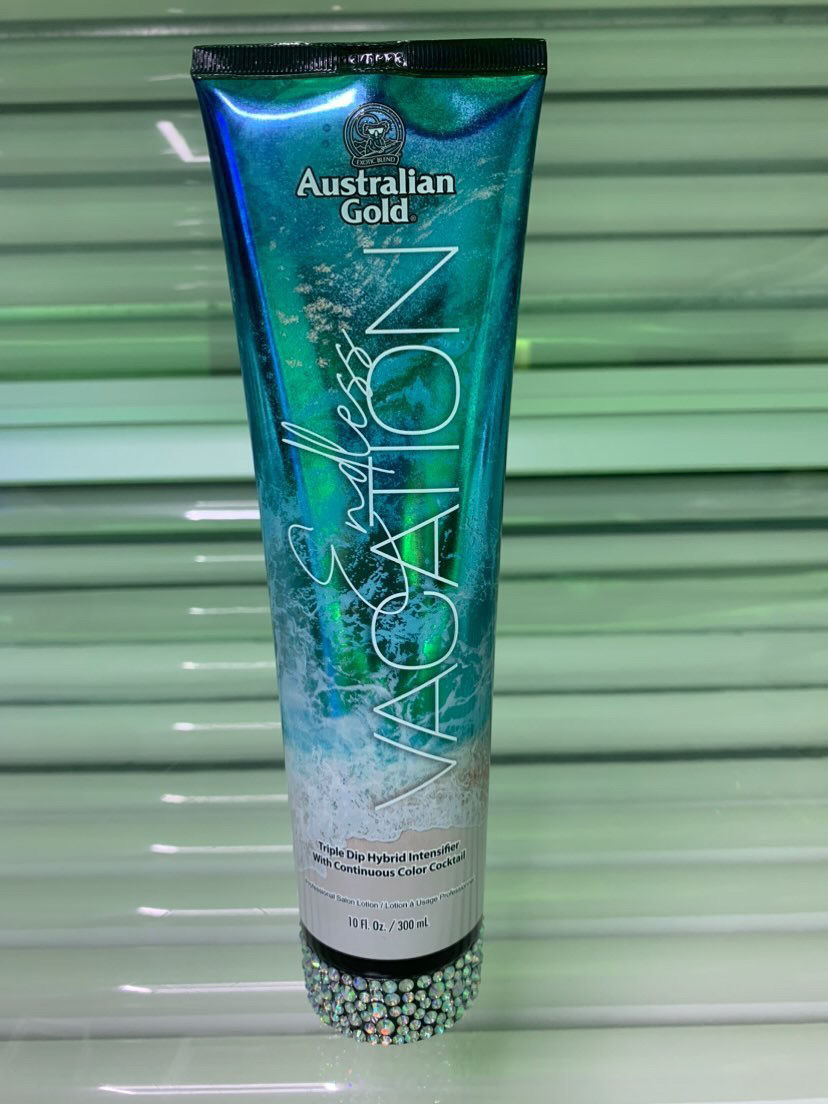 EXOTIC BLEND
Australian
Gold®
Endless
VACATION
Triple Dip Hybrid Intensifier
With Continuous Color Cocktail
Professional Salon Lotion / Lotion à Usage Professionnel
10 fl. Oz. / 300 mL